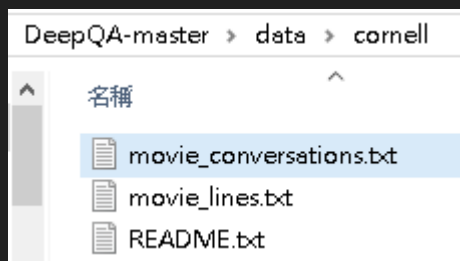 DeepQA-master > data > cornell
名稱
movie_conversations.txt
movie_lines.txt
README.txt